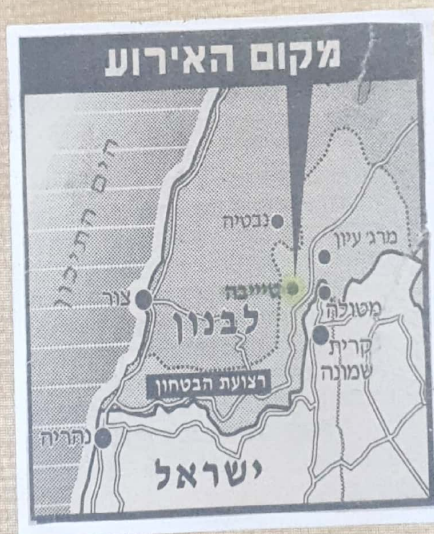 מקום האירוע
הים התיכון
נבטיה
מרג' עיון
טייבה
צור
לבנון
מטולה
קרית
שמונה
רצועת הבטחון
נהריה
ישראל